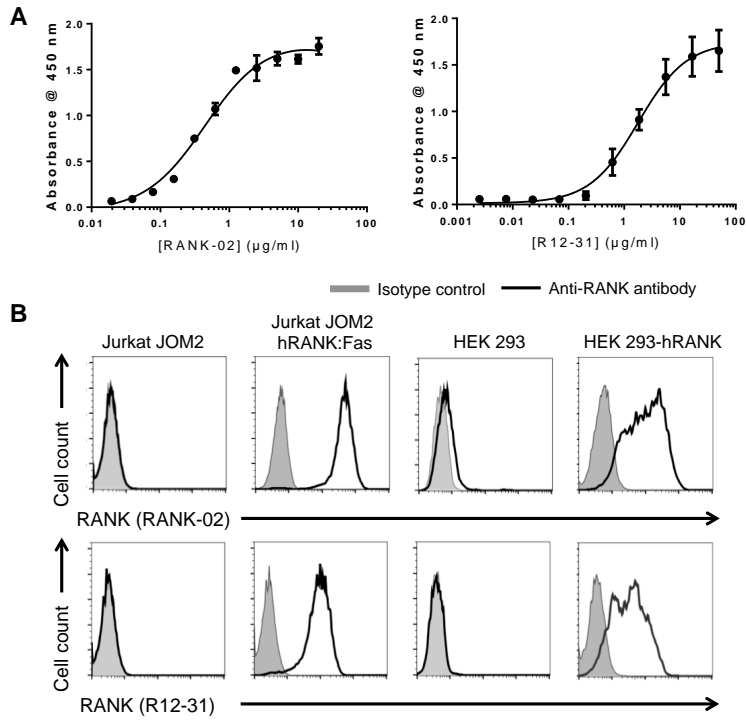 A
Absorbance @ 450 nm
2.0
1.5
1.0
0.5
0.0
0.01
0.1
1
10
100
[RANK-02] (μg/ml)
Absorbance @ 450 nm
2.0
1.5
1.0
0.5
0.0
0.001
0.01
0.1
1
10
100
[R12-31] (μg/ml)
Isotype control
Anti-RANK antibody
B
Jurkat JOM2
Jurkat JOM2
hRANK:Fas
HEK 293
HEK 293-hRANK
Cell count
RANK (RANK-02)
Cell count
RANK (R12-31)